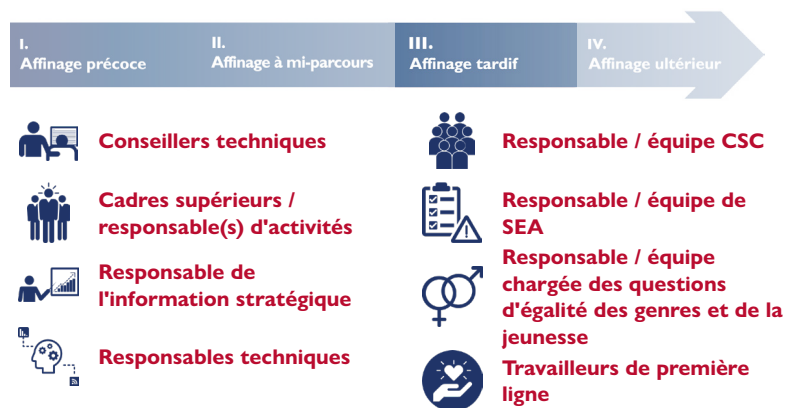 I.
Affinage précoce
II.
Affinage à mi-parcours
III.
Affinage tardif
IV.
Affinage ultérieur
Conseillers techniques
Cadres supérieurs /
responsable(s) d'activités
Responsable de
l'information stratégique
Responsables techniques
Responsable / équipe CSC
Responsable / équipe de
SEA
Responsable / équipe
chargée des questions
d'égalité des genres et de la
jeunesse
Travailleurs de première
ligne